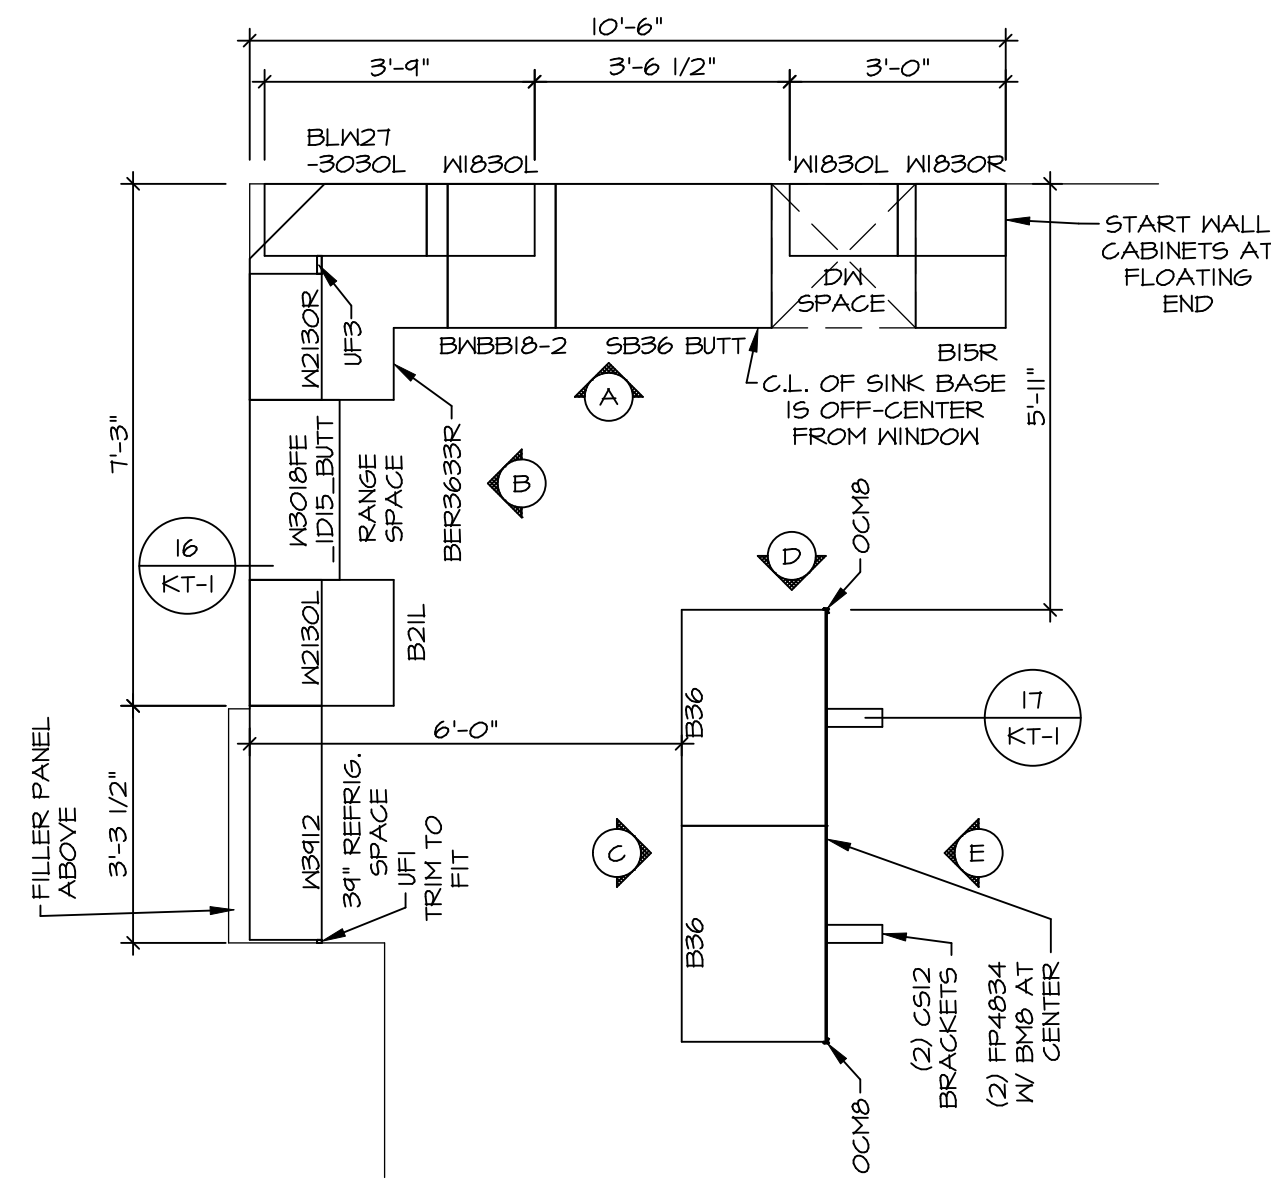 10'-6"
3'-9"
3'-6 1/2"
3'-0"
BLW27
-3030L
W1830L
W1830L
W1830R
START WALL
CABINETS AT
FLOATING
END
DW
SPACE
W2130R
UF3
BWBB18-2
SB36 BUTT
B15R
C.L. OF SINK BASE
IS OFF-CENTER
FROM WINDOW
5'-11"
A
7'-3"
W3018FE
_1D15_BUTT
RANGE
SPACE
BER3633R
B
16
KT-1
W2130L
B21L
D
OCM8
6'-0"
B36
17
KT-1
FILLER PANEL
ABOVE
3'-3 1/2"
W3912
39" REFRIG.
SPACE
UF1
TRIM TO
FIT
C
E
B36
(2) CS12
BRACKETS
(2) FP4834
W/ BM8 AT
CENTER
OCM8